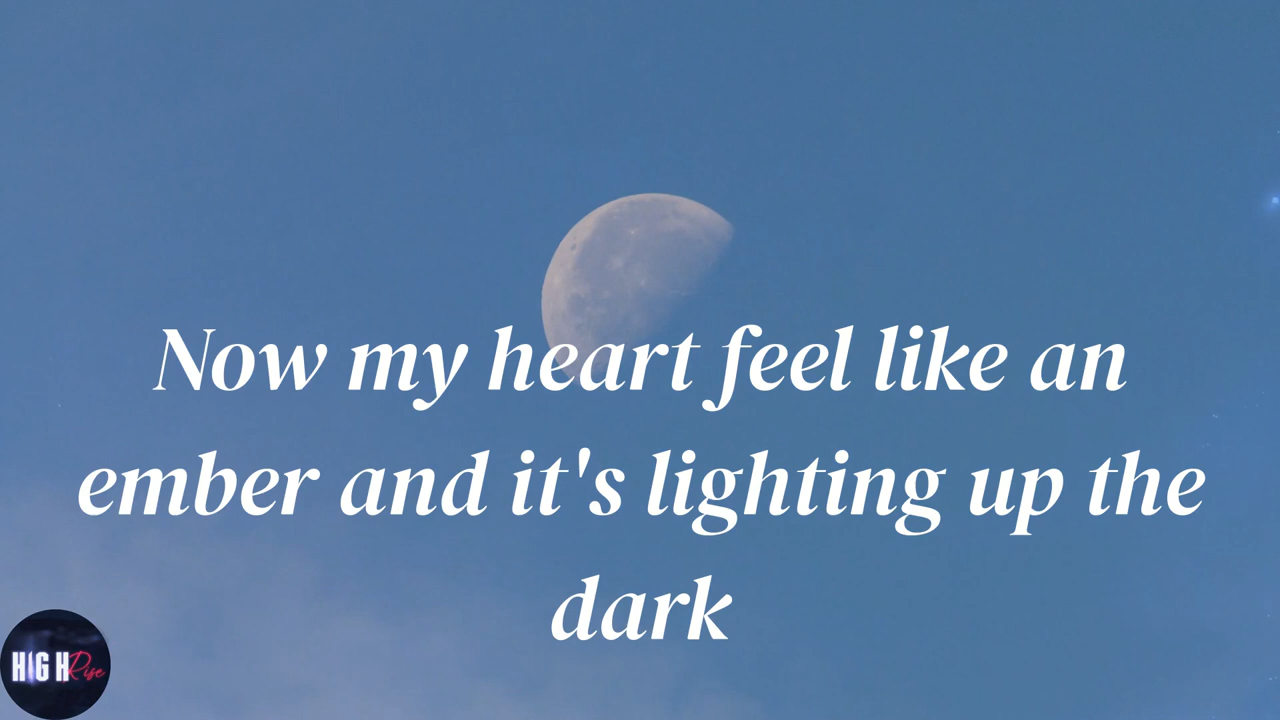 Now my heart feel like an
ember and it's lighting up the
dark
HIGH Rise